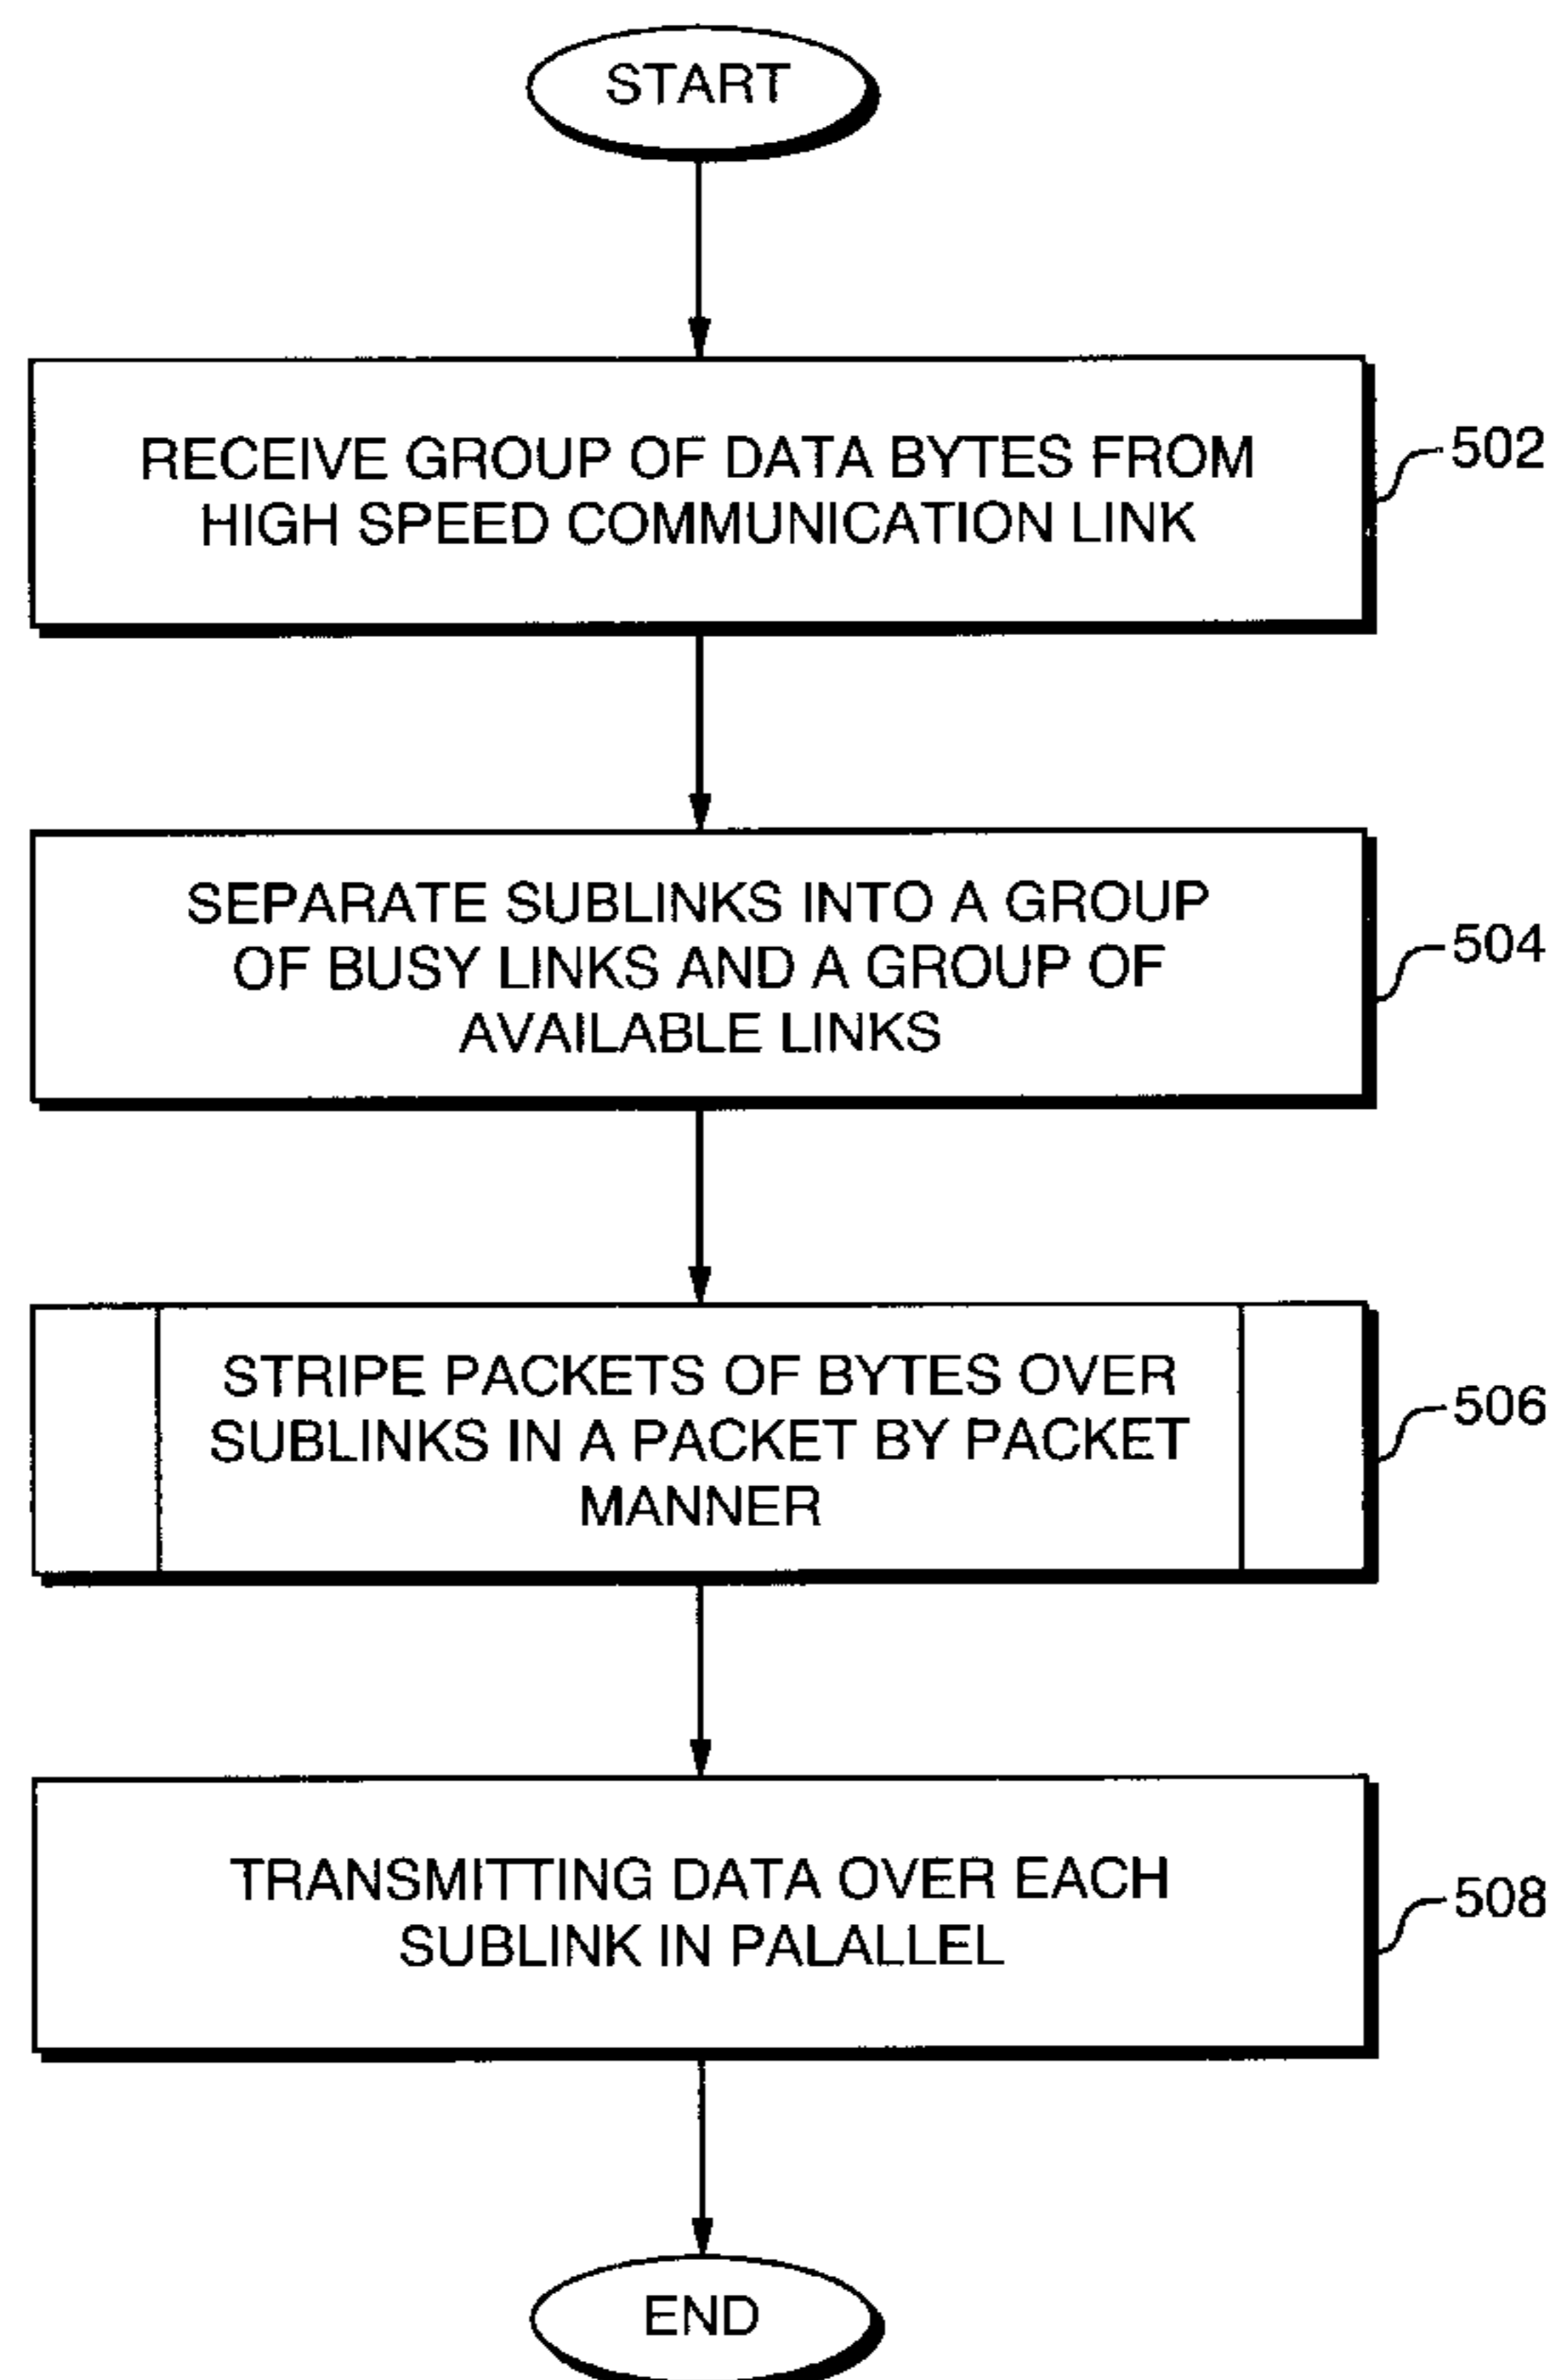 START
RECEIVE GROUP OF DATA BYTES FROM
HIGH SPEED COMMUNICATION LINK
502
SEPARATE SUBLINKS INTO A GROUP
OF BUSY LINKS AND A GROUP OF
AVAILABLE LINKS
504
STRIPE PACKETS OF BYTES OVER
SUBLINKS IN A PACKET BY PACKET
MANNER
506
TRANSMITTING DATA OVER EACH
SUBLINK IN PALALLEL
508
END